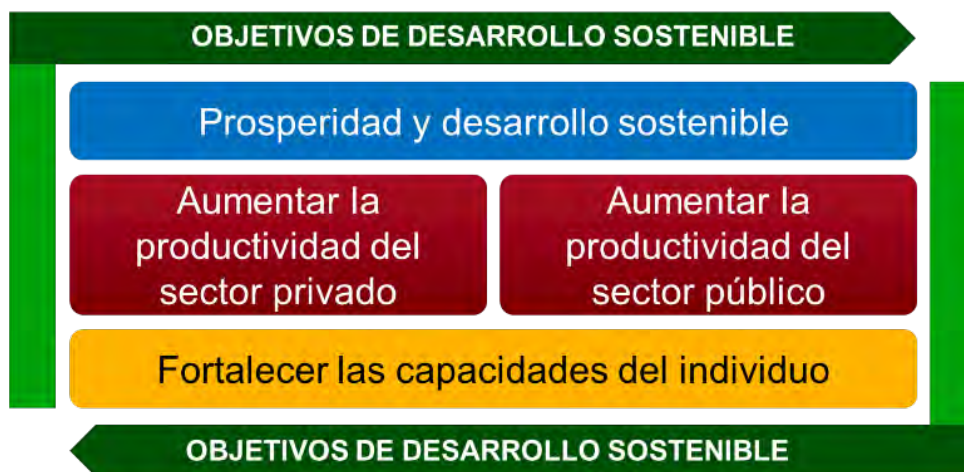 OBJETIVOS DE DESARROLLO SOSTENIBLE
Prosperidad y desarrollo sostenible
Aumentar la
productividad del
sector privado
Aumentar la
productividad del
sector público
Fortalecer las capacidades del individuo
OBJETIVOS DE DESARROLLO SOSTENIBLE